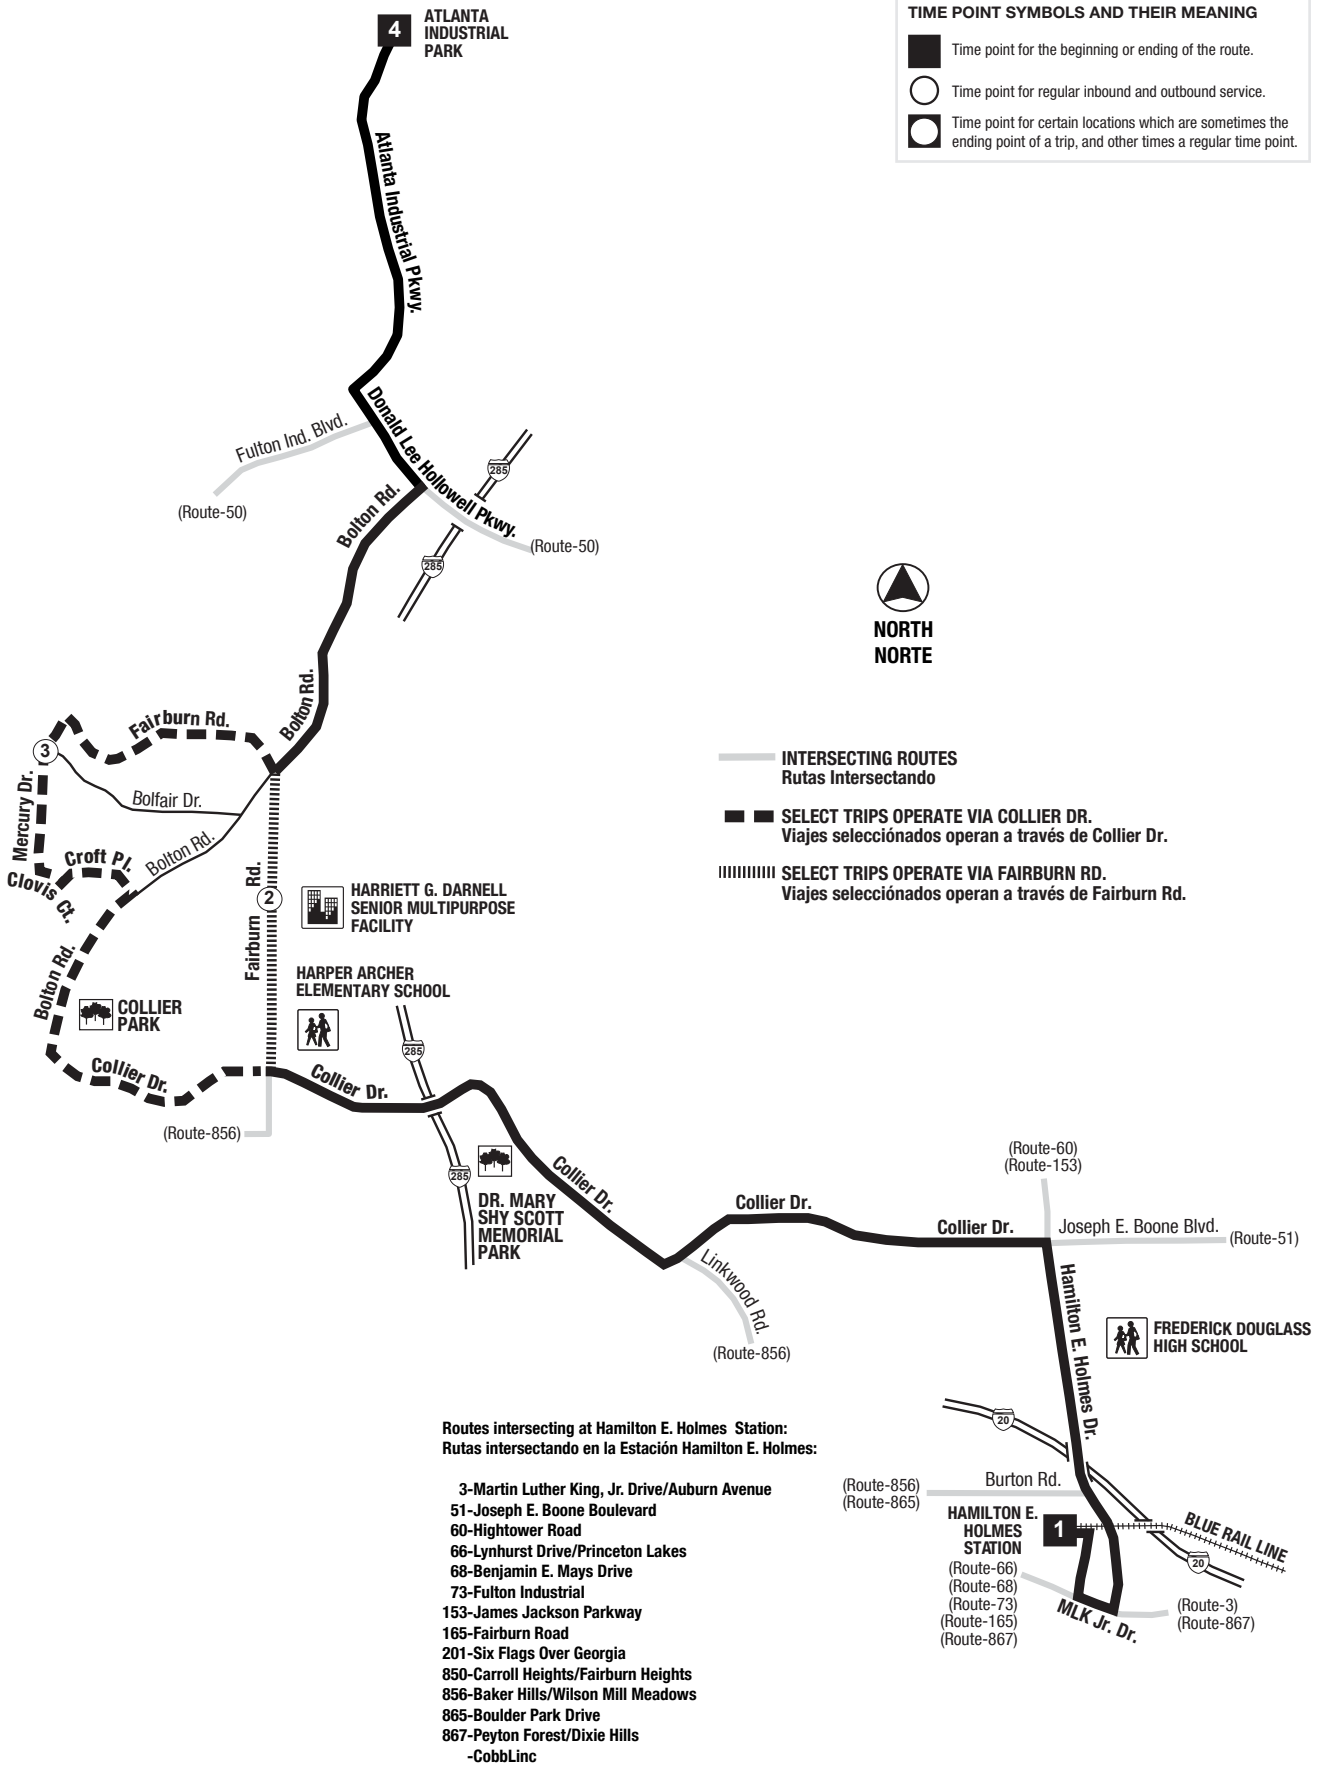 4
ATLANTA
INDUSTRIAL
PARK
TIME POINT SYMBOLS AND THEIR MEANING
Time point for the beginning or ending of the route.
Time point for regular inbound and outbound service.
Time point for certain locations which are sometimes the
ending point of a trip, and other times a regular time point.
Atlanta Industrial Pkwy.
Donald Lee Hollowell Pkwy.
Fulton Ind. Blvd.
(Route-50)
285
Bolton Rd.
(Route-50)
285
NORTH
NORTE
Bolton Rd.
Fairburn Rd.
3
Mercury Dr.
Bolfair Dr.
Bolton Rd.
Croft Pl.
Clovis Ct.
INTERSECTING ROUTES
Rutas Intersectando
SELECT TRIPS OPERATE VIA COLLIER DR.
Viajes selecciónados operan a través de Collier Dr.
SELECT TRIPS OPERATE VIA FAIRBURN RD.
Viajes selecciónados operan a través de Fairburn Rd.
Fairburn Rd.
2
HARRIETT G. DARNELL
SENIOR MULTIPURPOSE
FACILITY
HARPER ARCHER
ELEMENTARY SCHOOL
Bolton Rd.
COLLIER
PARK
285
Collier Dr.
Collier Dr.
(Route-856)
285
DR. MARY
SHY SCOTT
MEMORIAL
PARK
Collier Dr.
Collier Dr.
Linkwood Rd.
(Route-856)
Collier Dr.
(Route-60)
(Route-153)
Joseph E. Boone Blvd.
(Route-51)
Hamilton E. Holmes Dr.
FREDERICK DOUGLASS
HIGH SCHOOL
20
Burton Rd.
(Route-856)
(Route-865)
HAMILTON E.
HOLMES
STATION
1
BLUE RAIL LINE
20
(Route-66)
(Route-68)
(Route-73)
(Route-165)
(Route-867)
MLK Jr. Dr.
(Route-3)
(Route-867)
Routes intersecting at Hamilton E. Holmes Station:
Rutas intersectando en la Estación Hamilton E. Holmes:
3-Martin Luther King, Jr. Drive/Auburn Avenue
51-Joseph E. Boone Boulevard
60-Hightower Road
66-Lynhurst Drive/Princeton Lakes
68-Benjamin E. Mays Drive
73-Fulton Industrial
153-James Jackson Parkway
165-Fairburn Road
201-Six Flags Over Georgia
850-Carroll Heights/Fairburn Heights
856-Baker Hills/Wilson Mill Meadows
865-Boulder Park Drive
867-Peyton Forest/Dixie Hills
-CobbLinc